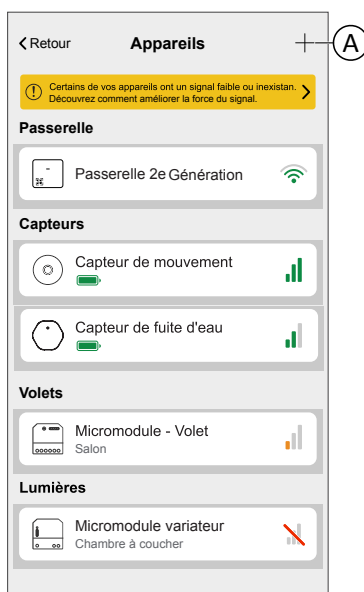 Retour
Appareils
A
Certains de vos appareils ont un signal faible ou inexistan.
Découvrez comment améliorer la force du signal.
Passerelle
Passerelle 2e Génération
Capteurs
Capteur de mouvement
Capteur de fuite d'eau
Volets
Micromodule - Volet
Salon
Lumières
Micromodule variateur
Chambre à coucher